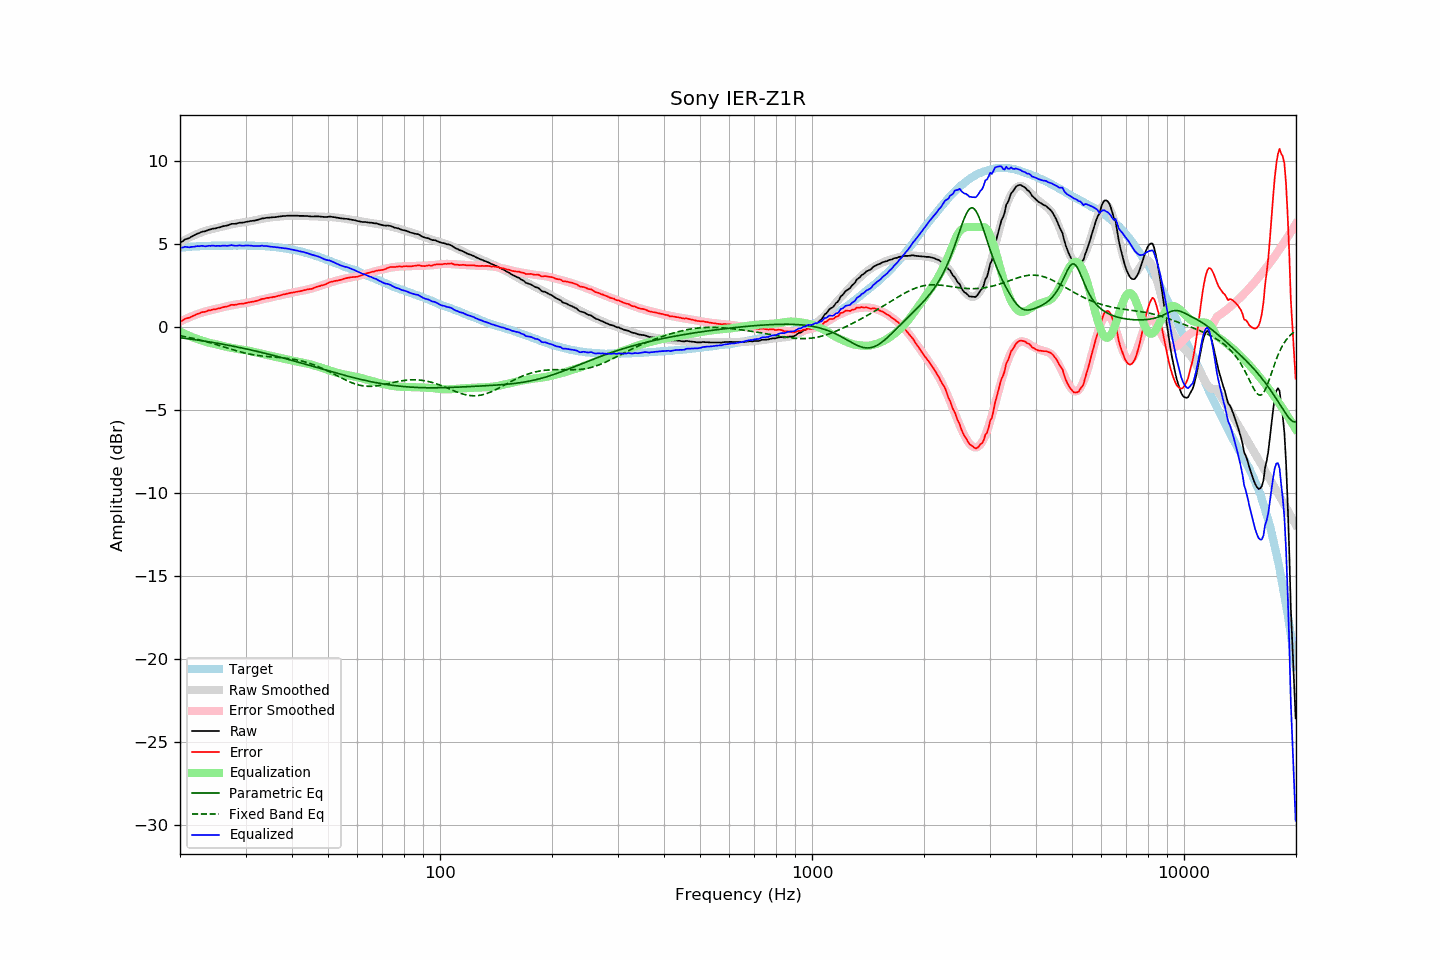 Sony IER-Z1R
10
5
0
−5
−10
−15
−20
−25
−30
Amplitude (dBr)
Target
Raw Smoothed
Error Smoothed
Raw
Error
Equalization
Parametric Eq
Fixed Band Eq
Equalized
100 1000 10000
Frequency (Hz)